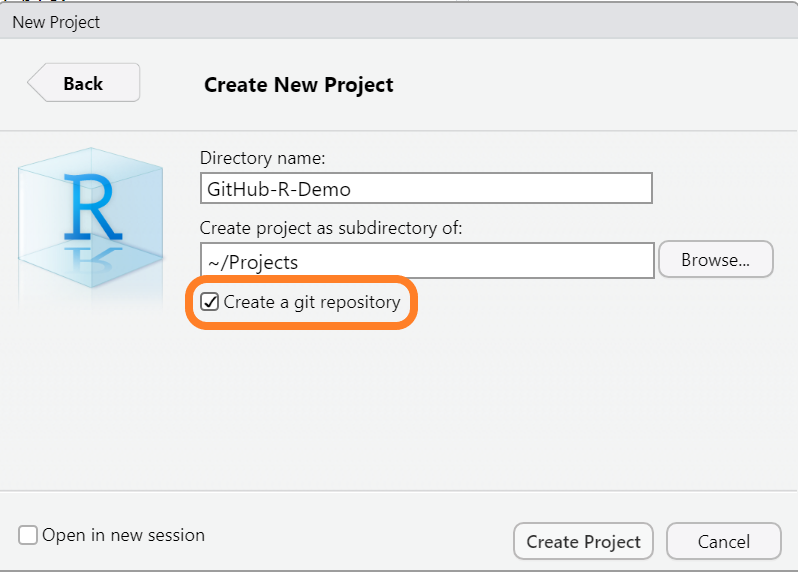 New Project
Back
Create New Project
R
Directory name:
GitHub-R-Demo
Create project as subdirectory of:
~/Projects
Browse...
Create a git repository
Open in new session
Create Project
Cancel